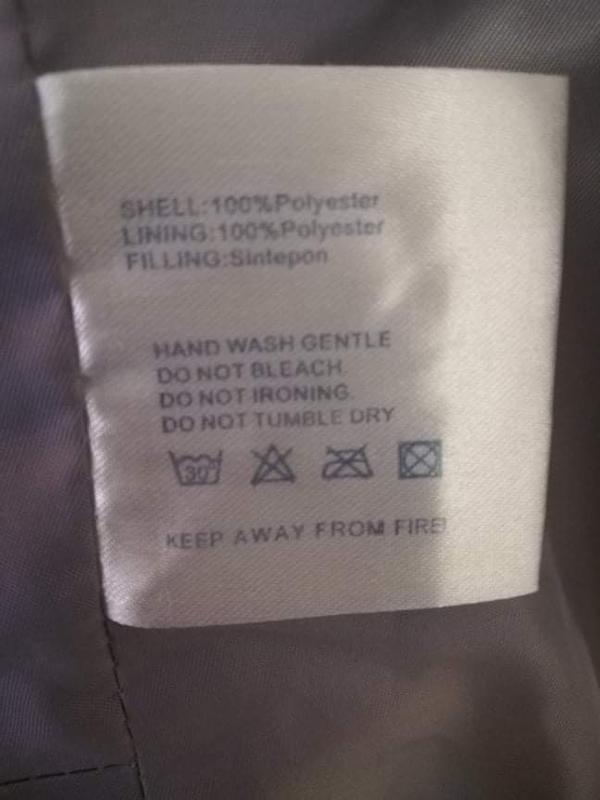 SHELL:100%Polyester
LINING:100%Polyester
FILLING:Sintepon
HAND WASH GENTLE
DO NOT BLEACH.
DO NOT IRONING.
DO NOT TUMBLE DRY
30°
KEEP AWAY FROM FIRE!